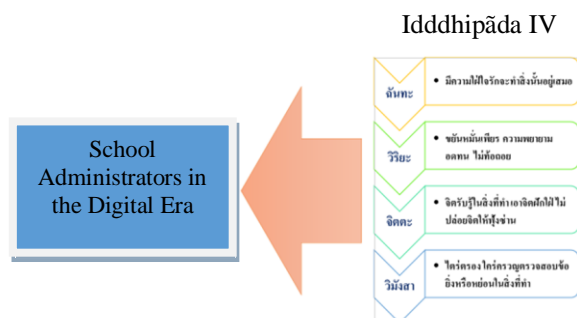 Idddhipãda IV
School
Administrators in
the Digital Era
ฉันทะ
• มีความใฝ่ใจรักจะทำสิ่งนั้นอยู่เสมอ
วิริยะ
• ขยันหมั่นเพียร ความพยายาม
อดทน ไม่ท้อถอย
จิตตะ
• จิตรับรู้ในสิ่งที่ทำเอาจิตฝักใฝ่ ไม่
ปล่อยจิตให้ฟุ้งซ่าน
วิมังสา
• ใคร่ครองใคร่ครวญตรวจสอบข้อ
ยิ่งหรือหย่อนในสิ่งที่ทำ